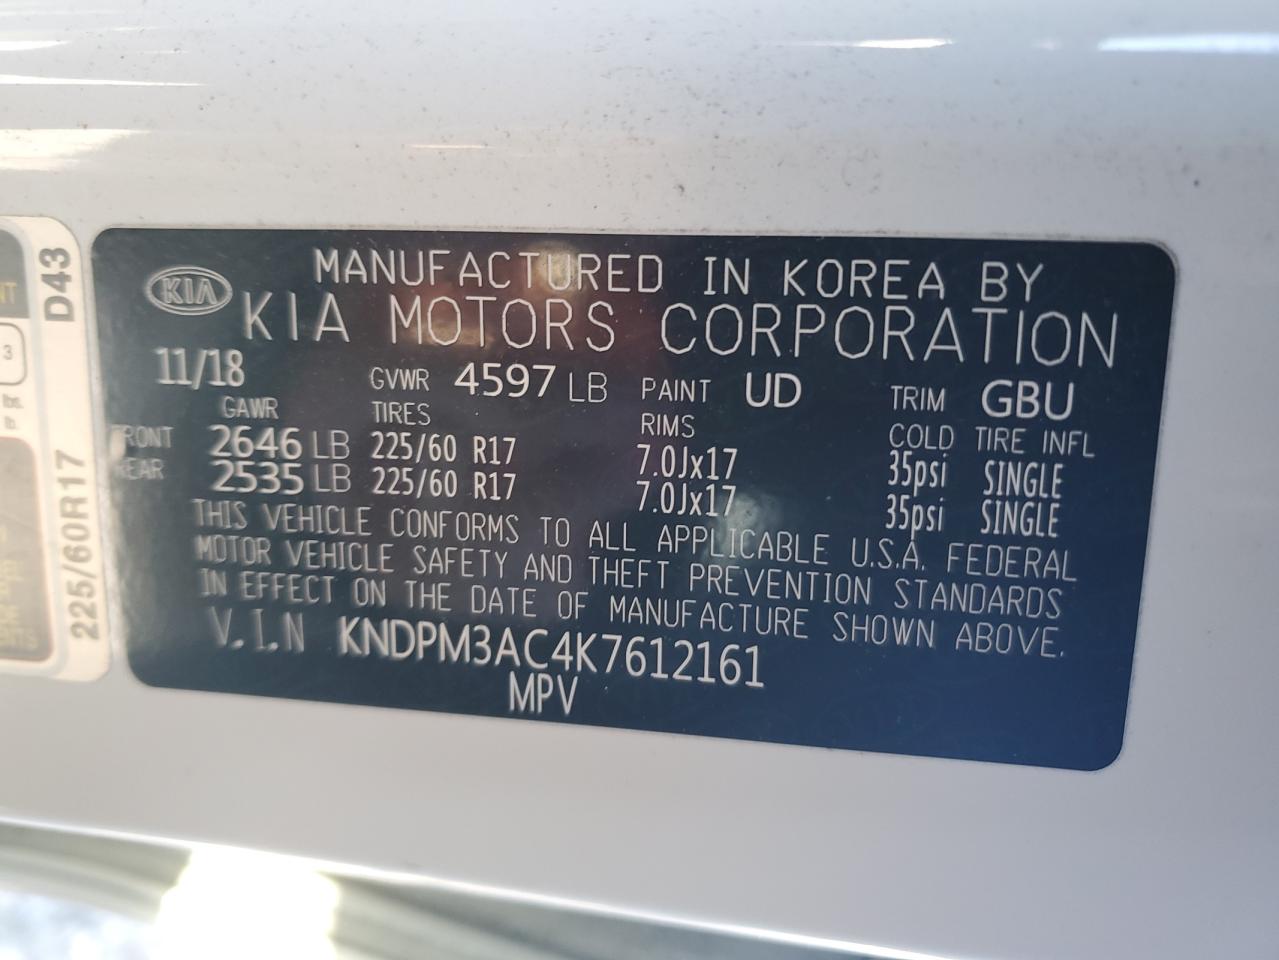 KIA
MANUFACTURED IN KOREA BY
KIA MOTORS CORPORATION
11/18 GVWR 4597 LB PAINT UD TRIM GBU
GAWR TIRES RIMS COLD TIRE INFL
FRONT 2646 LB 225/60 R17 7.0Jx17 35psi SINGLE
REAR 2535 LB 225/60 R17 7.0Jx17 35psi SINGLE
THIS VEHICLE CONFORMS TO ALL APPLICABLE U.S.A. FEDERAL
MOTOR VEHICLE SAFETY AND THEFT PREVENTION STANDARDS
IN EFFECT ON THE DATE OF MANUFACTURE SHOWN ABOVE.
V.I.N KNDPM3AC4K7612161
MPV
D43
225/60R17
3
lbs.
lb.